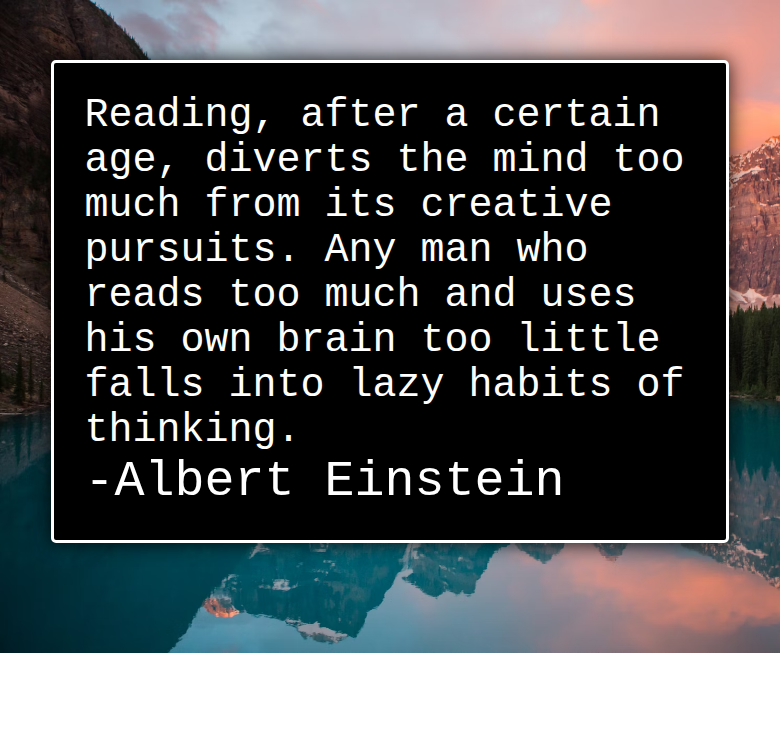 Reading, after a certain
age, diverts the mind too
much from its creative
pursuits. Any man who
reads too much and uses
his own brain too little
falls into lazy habits of
thinking.
-Albert Einstein